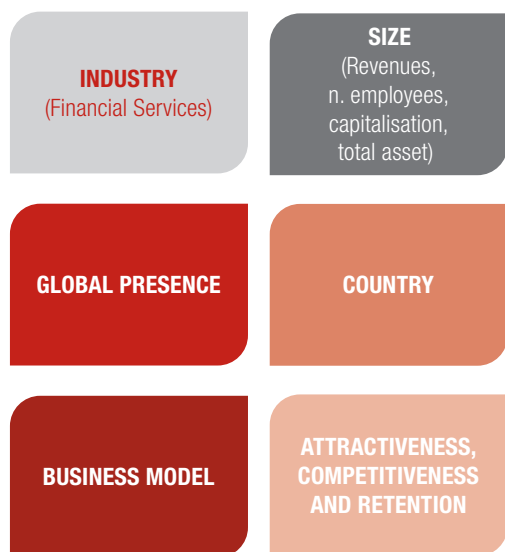 INDUSTRY
(Financial Services)
SIZE
(Revenues,
n. employees,
capitalisation,
total asset)
GLOBAL PRESENCE
COUNTRY
BUSINESS MODEL
ATTRACTIVENESS,
COMPETITIVENESS
AND RETENTION